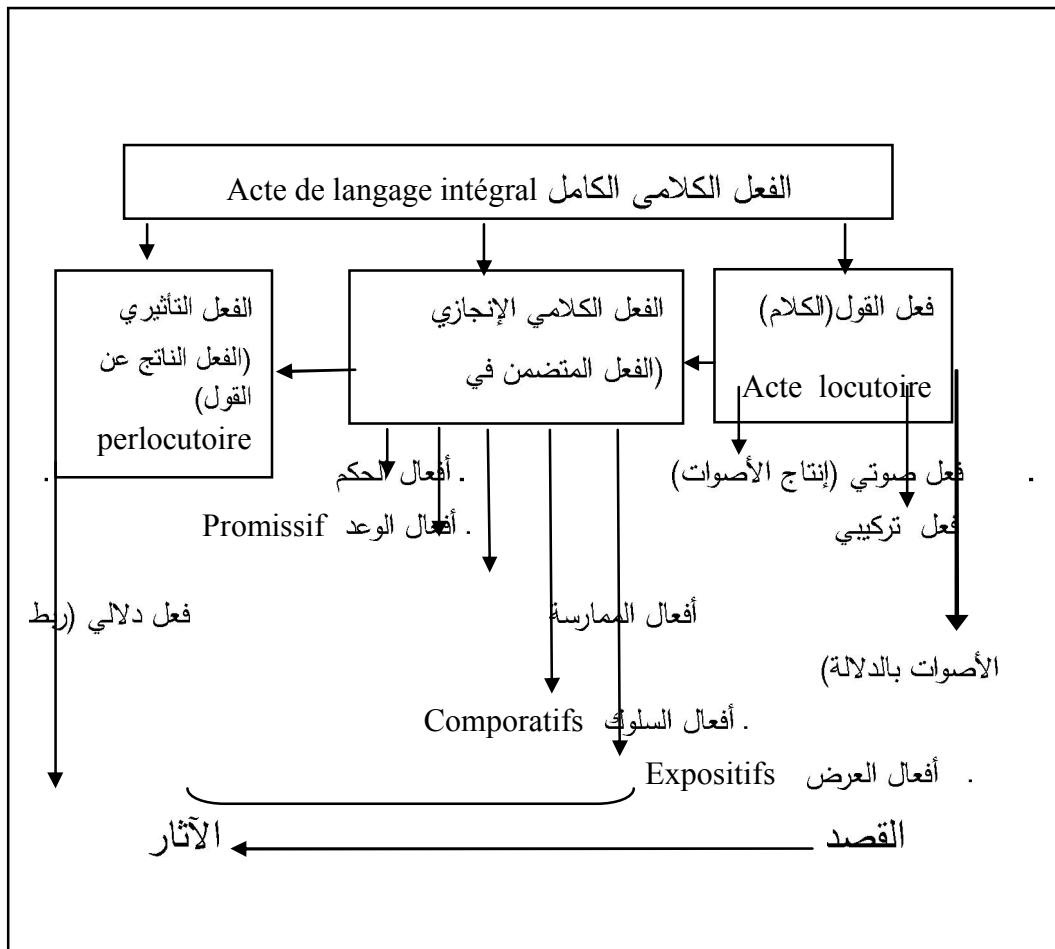 الفعل الكلامى الكامل Acte de langage intégral
فعل القول(الكلام)
Acte locutoire
الفعل الكلامي الإنجازي
(الفعل المتضمن في
الفعل التأثيري
(الفعل الناتج عن
القول)
perlocutoire
. فعل صوتي (إنتاج الأصوات)
. أفعال الحكم
.
فعل تركيبي
. أفعال الوعد Promissif
أفعال الممارسة
فعل دلالي (ربط
الأصوات بالدلالة)
. أفعال السلوك Comporatifs
. أفعال العرض Expositifs
القصد
الآثار